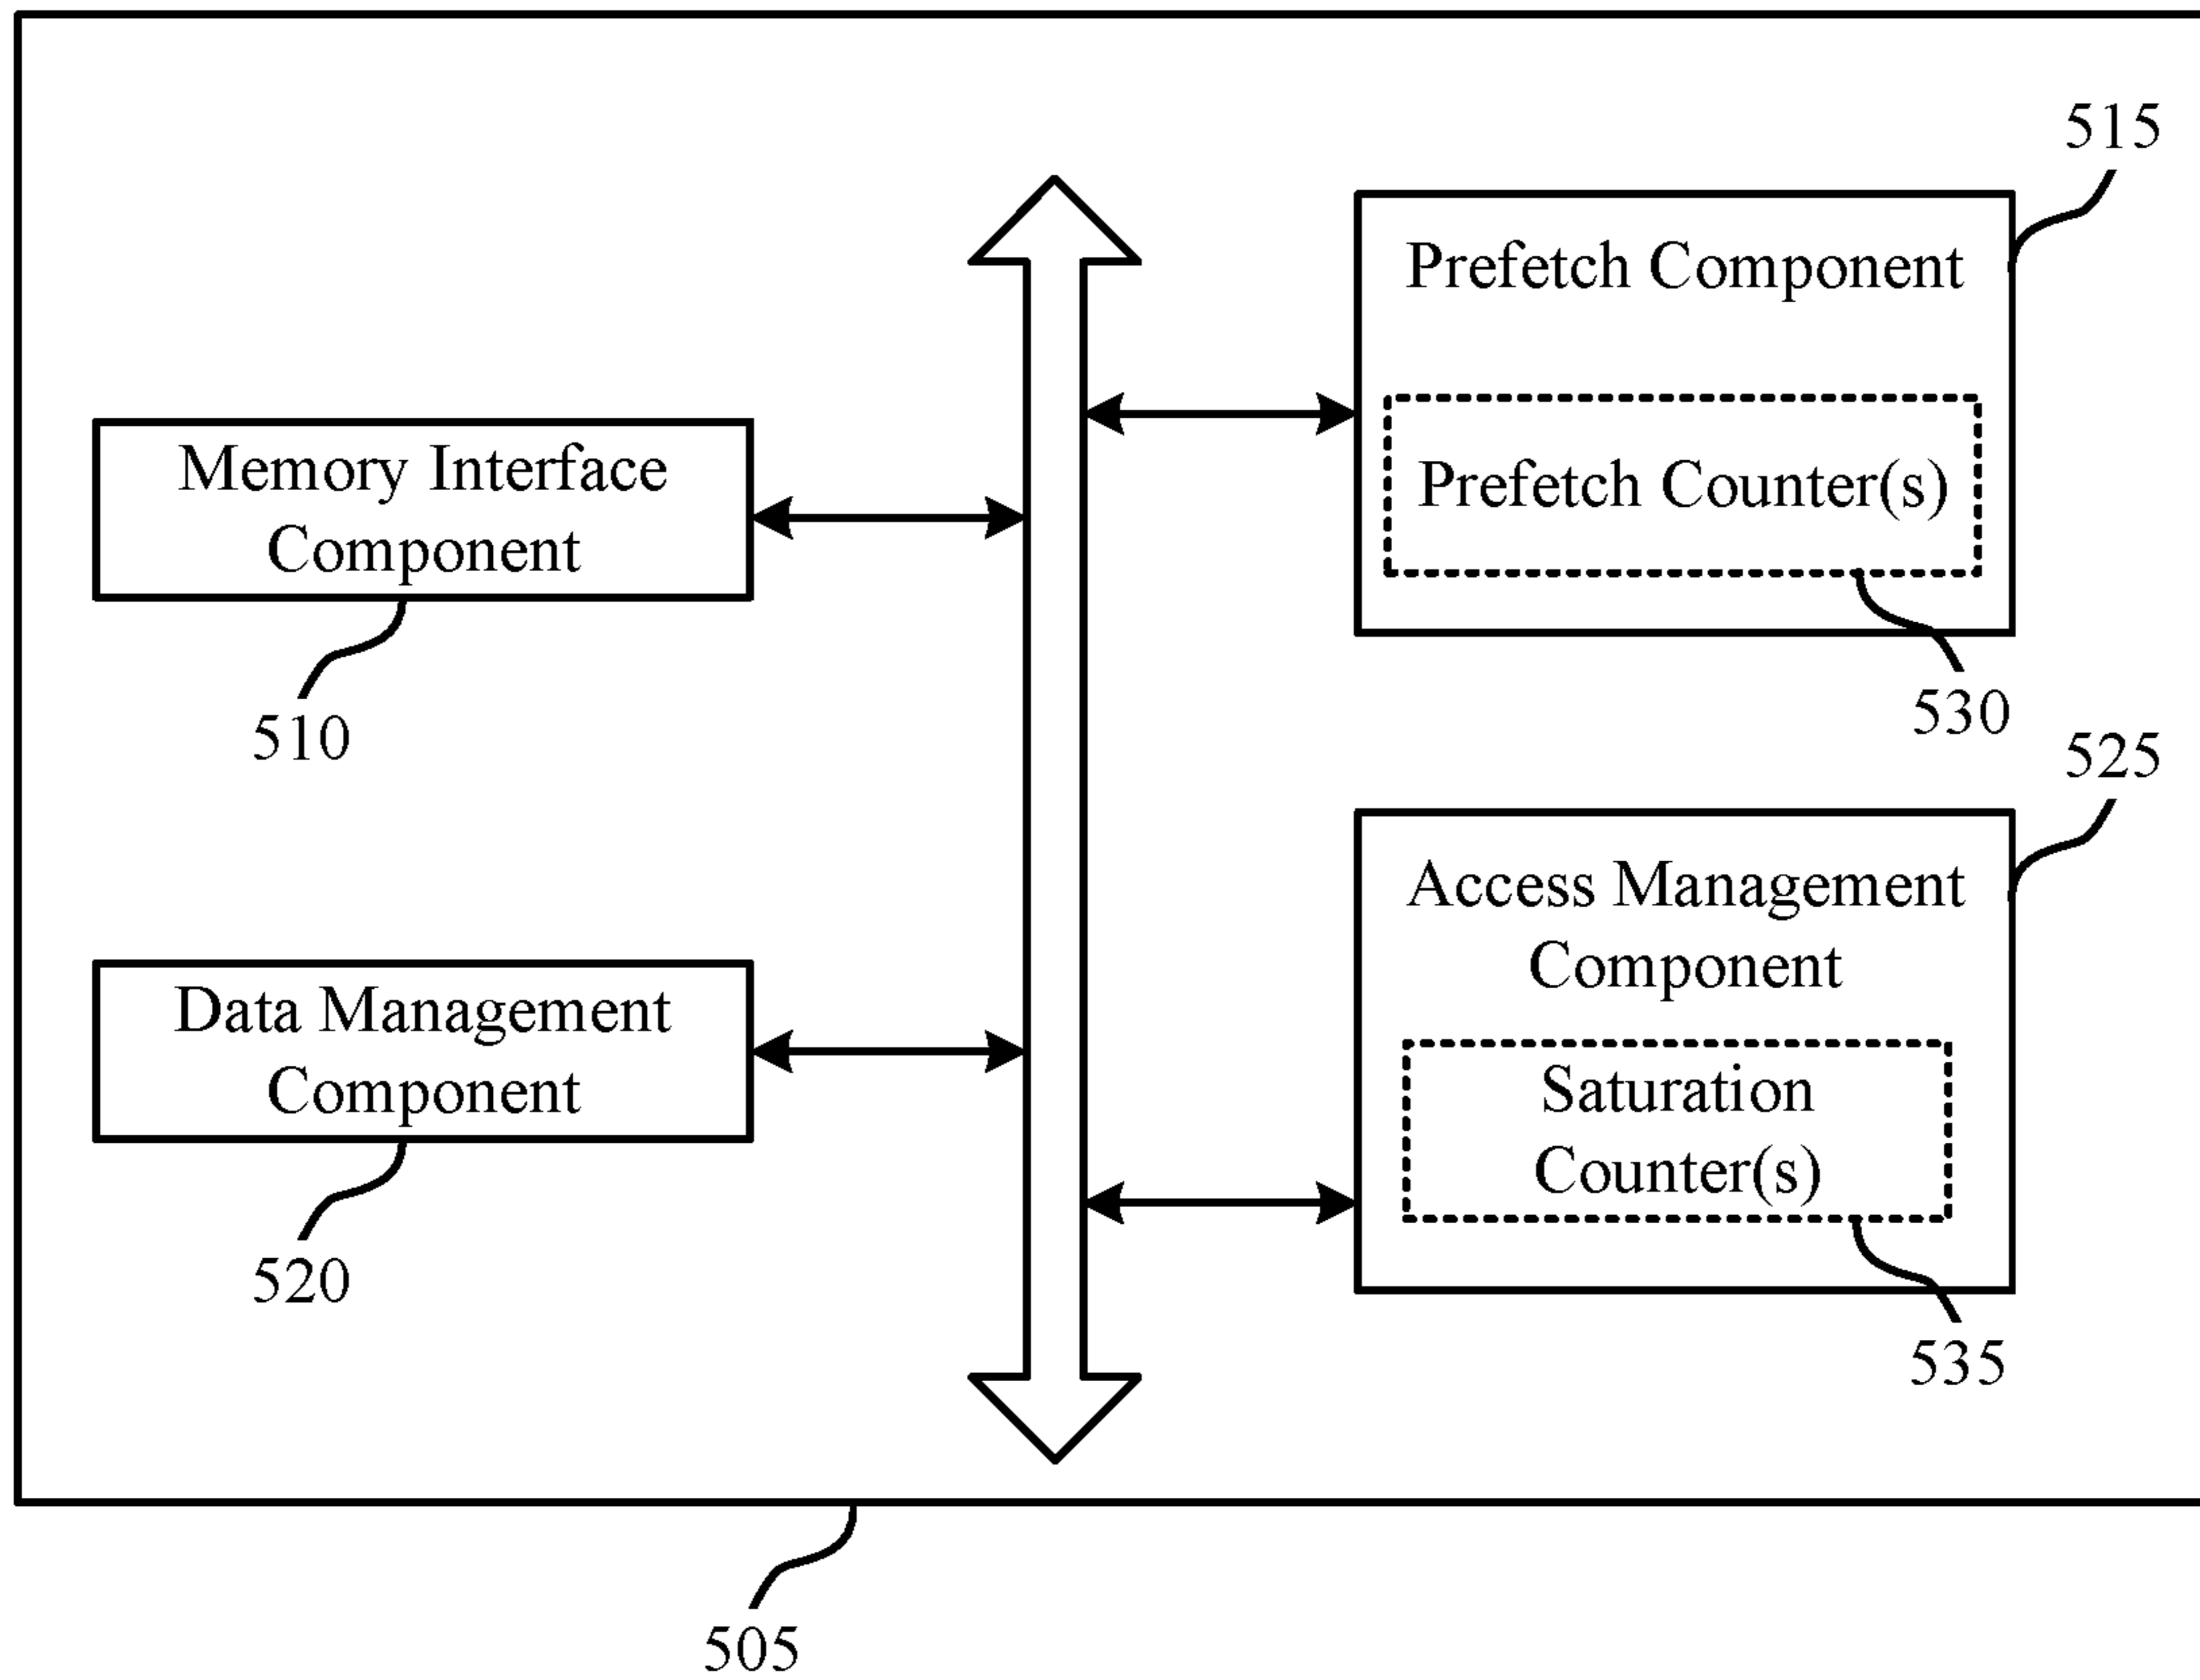 515
Prefetch Component
Prefetch Counter(s)
530
Memory Interface
Component
510
525
Access Management
Component
Saturation
Counter(s)
535
Data Management
Component
520
505